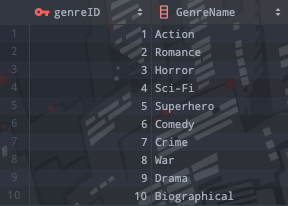 genreID GenreName
1 1 Action
2 2 Romance
3 3 Horror
4 4 Sci-Fi
5 5 Superhero
6 6 Comedy
7 7 Crime
8 8 War
9 9 Drama
10 10 Biographical